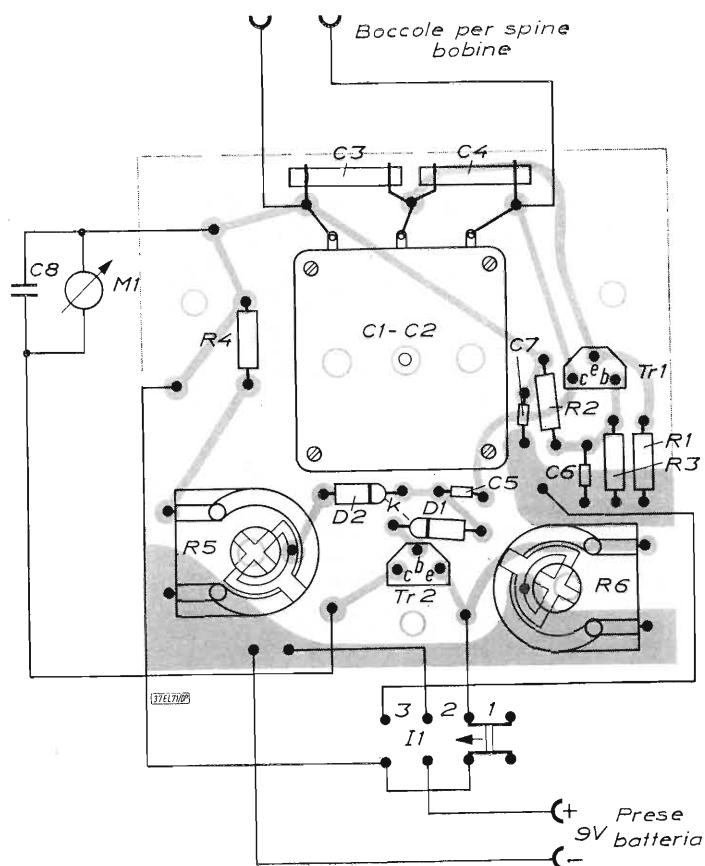 Boccole per spine
bobine
C3
C4
C8
M1
R4
C1-C2
C7
c e b
Tr1
R2
R1
C6
R3
D2
k
C5
D1
R5
c b e
Tr2
R6
3 2 1
I1
+
Prese
9V batteria
-